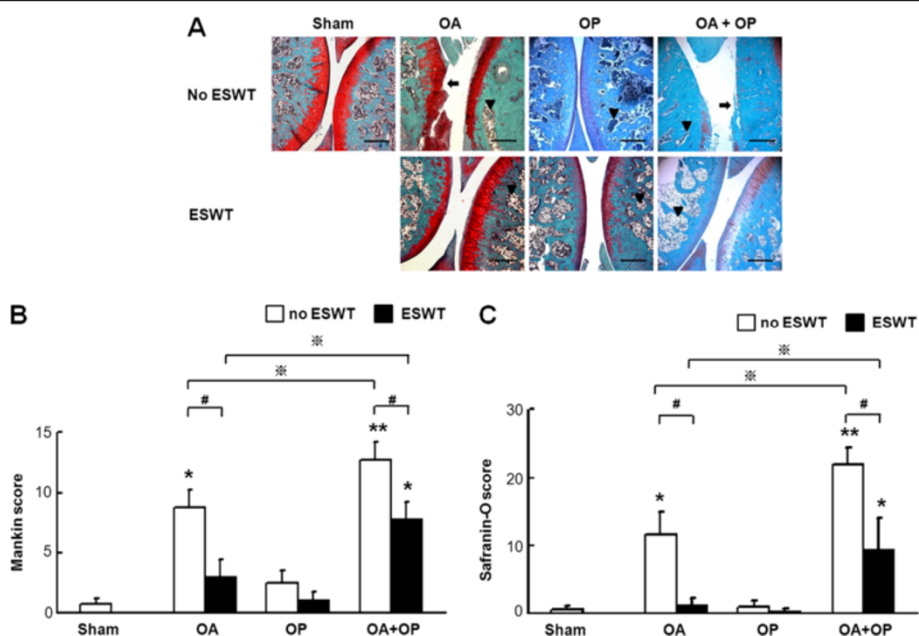 A
Sham OA OP OA + OP
No ESWT
ESWT
B
no ESWT ESWT
※
※
# #
**
* *
Mankin score
15
10
5
0
Sham OA OP OA+OP
C
no ESWT ESWT
※
※
# #
**
* *
Safranin-O score
30
20
10
0
Sham OA OP OA+OP